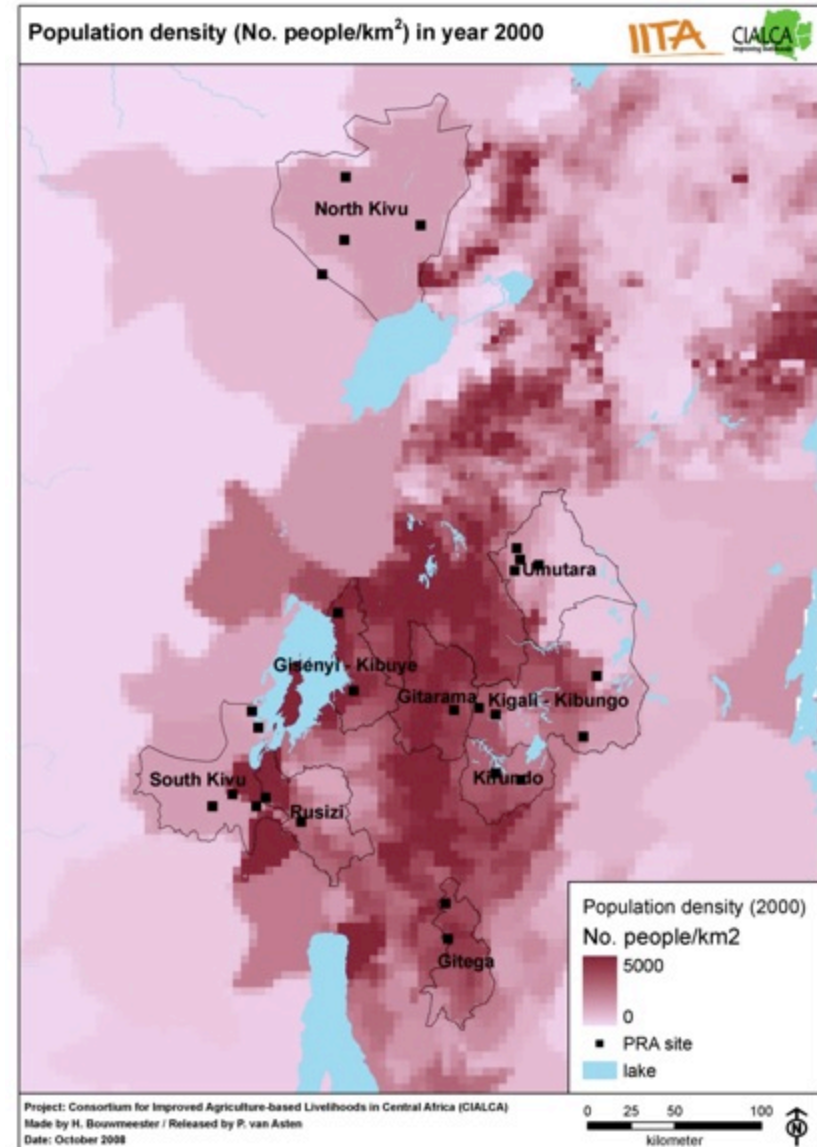 Population density (No. people/km²) in year 2000
IITA
CIALCA
improving livelihoods
North Kivu
Umutara
Gisenyi - Kibuye
Gitarama
Kigali - Kibungo
South Kivu
Kirundo
Rusizi
Gitega
Population density (2000)
No. people/km2
5000
0
PRA site
lake
Project: Consortium for Improved Agriculture-based Livelihoods in Central Africa (CIALCA)
Made by H. Bouwmeester / Released by P. van Asten
Date: October 2008
0 25 50 100
kilometer
N